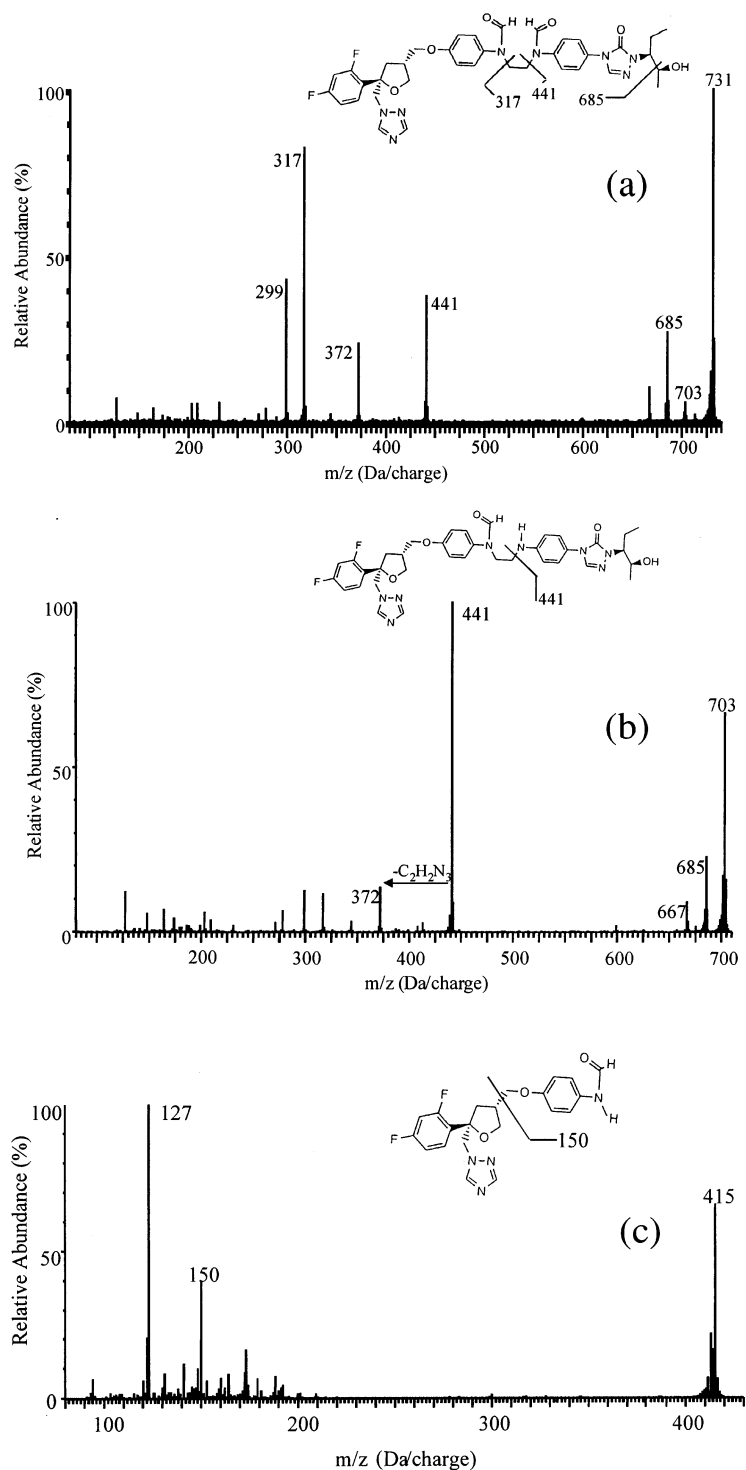 O H H O
F
F
O
O
N N
N
O
N
N
OH
N N
N
317 441 685
731
100
Relative Abundance (%)
50
0
317
299
372
441
685
703
(a)
200 300 400 500 600 700
m/z (Da/charge)
O H
H
F
F
O
O
N
N
N
O
N
N
OH
N N
N
441
100
Relative Abundance (%)
50
0
441
703
(b)
-C2H2N3
372
685
667
200 300 400 500 600 700
m/z (Da/charge)
O H
F
F
O
O
N
H
N N
N
150
100
Relative Abundance (%)
50
0
127
150
415
(c)
100 200 300 400
m/z (Da/charge)